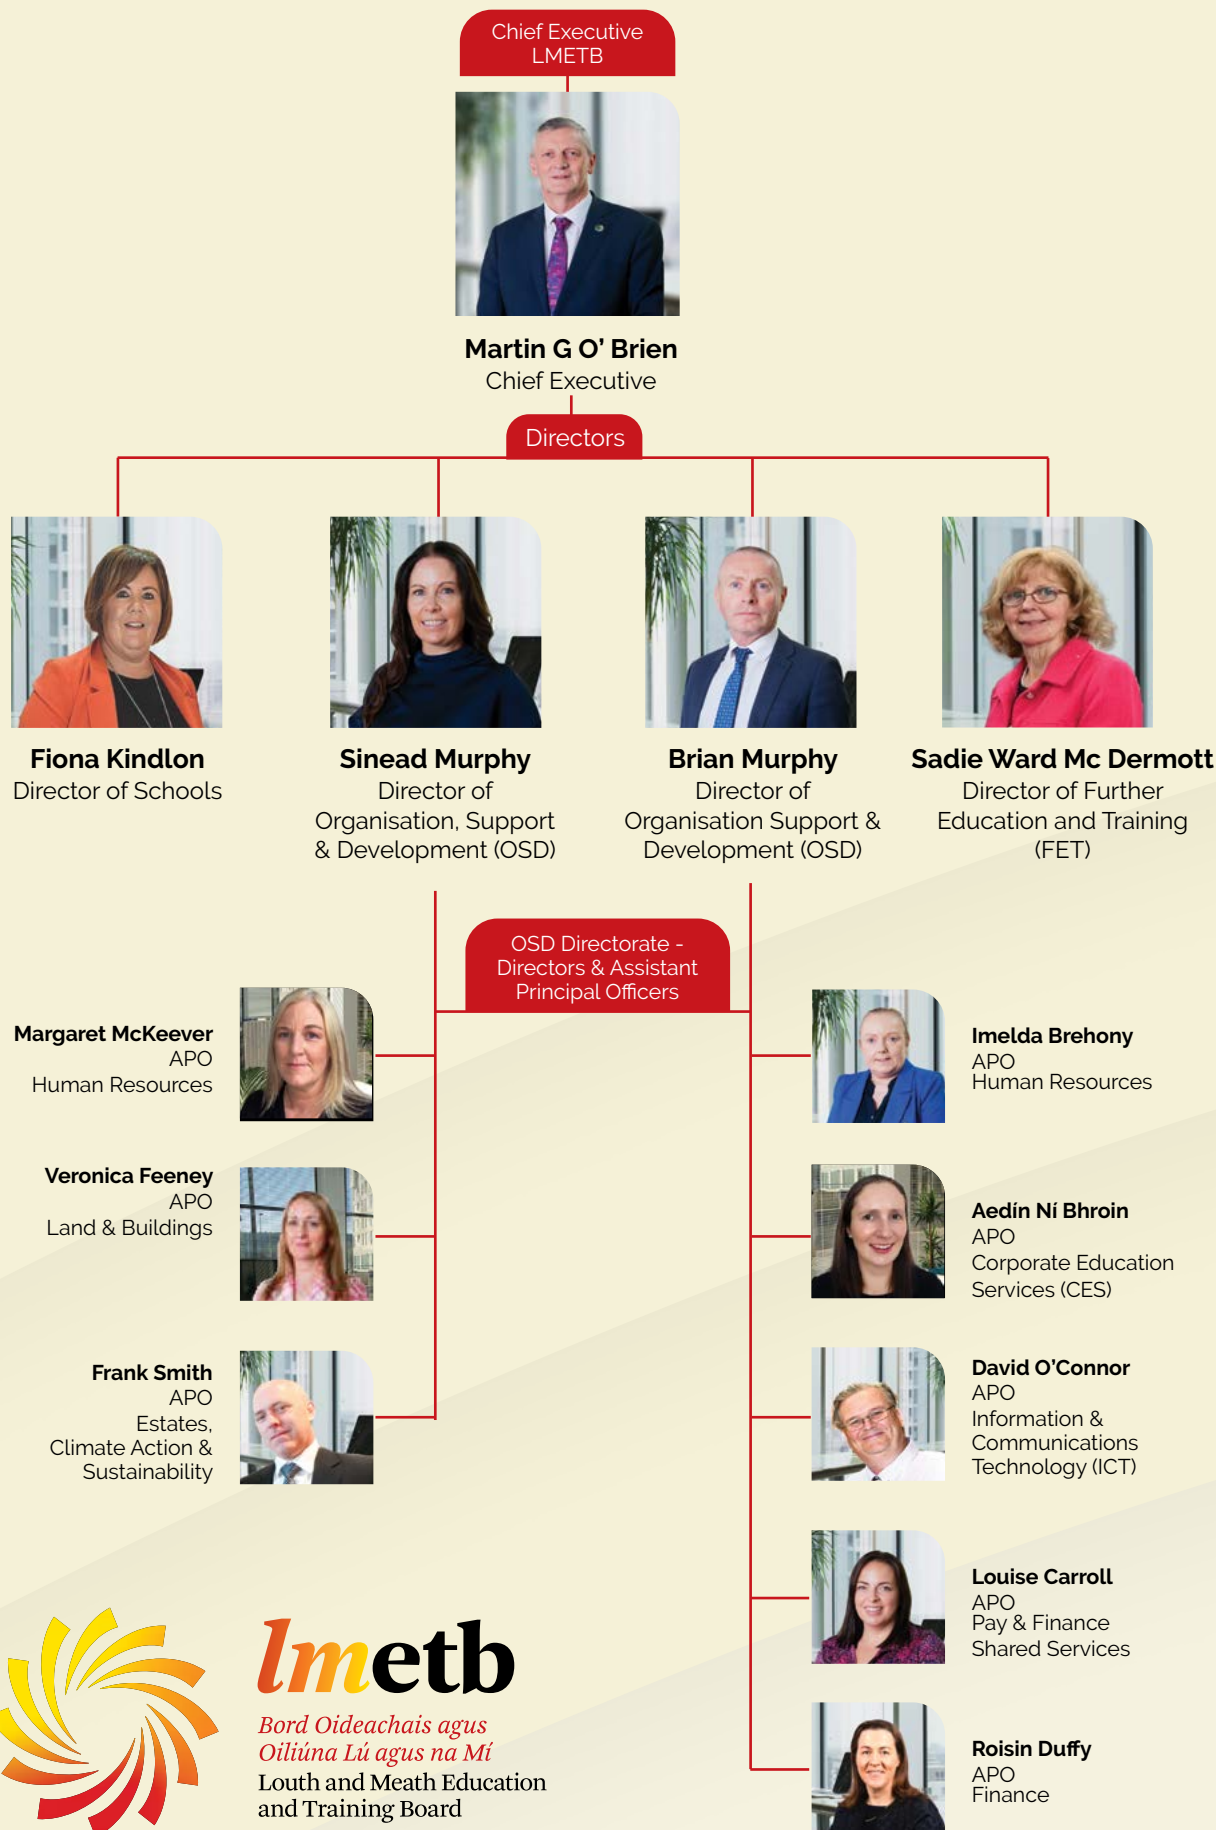 Chief Executive
LMETB
Martin G O' Brien
Chief Executive
Directors
Fiona Kindlon
Director of Schools
Sinead Murphy
Director of
Organisation, Support
& Development (OSD)
Brian Murphy
Director of
Organisation Support &
Development (OSD)
Sadie Ward Mc Dermott
Director of Further
Education and Training
(FET)
OSD Directorate -
Directors & Assistant
Principal Officers
Margaret McKeever
APO
Human Resources
Veronica Feeney
APO
Land & Buildings
Frank Smith
APO
Estates,
Climate Action &
Sustainability
Imelda Brehony
APO
Human Resources
Aedín Ní Bhroin
APO
Corporate Education
Services (CES)
David O'Connor
APO
Information &
Communications
Technology (ICT)
Louise Carroll
APO
Pay & Finance
Shared Services
Roisin Duffy
APO
Finance
lmetb
Bord Oideachais agus
Oiliúna Lú agus na Mí
Louth and Meath Education
and Training Board